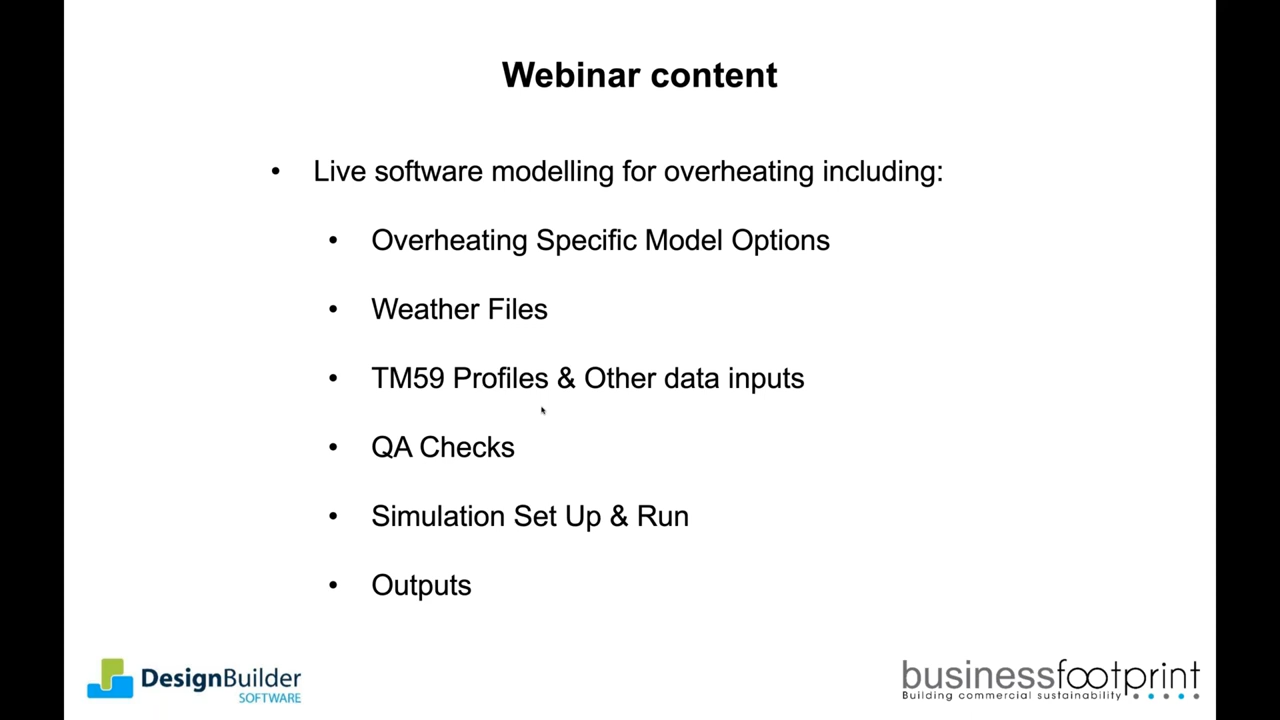 Webinar content
• Live software modelling for overheating including:
• Overheating Specific Model Options
• Weather Files
• TM59 Profiles & Other data inputs
• QA Checks
• Simulation Set Up & Run
• Outputs
DesignBuilder
SOFTWARE
businessfootprint
Building commercial sustainability